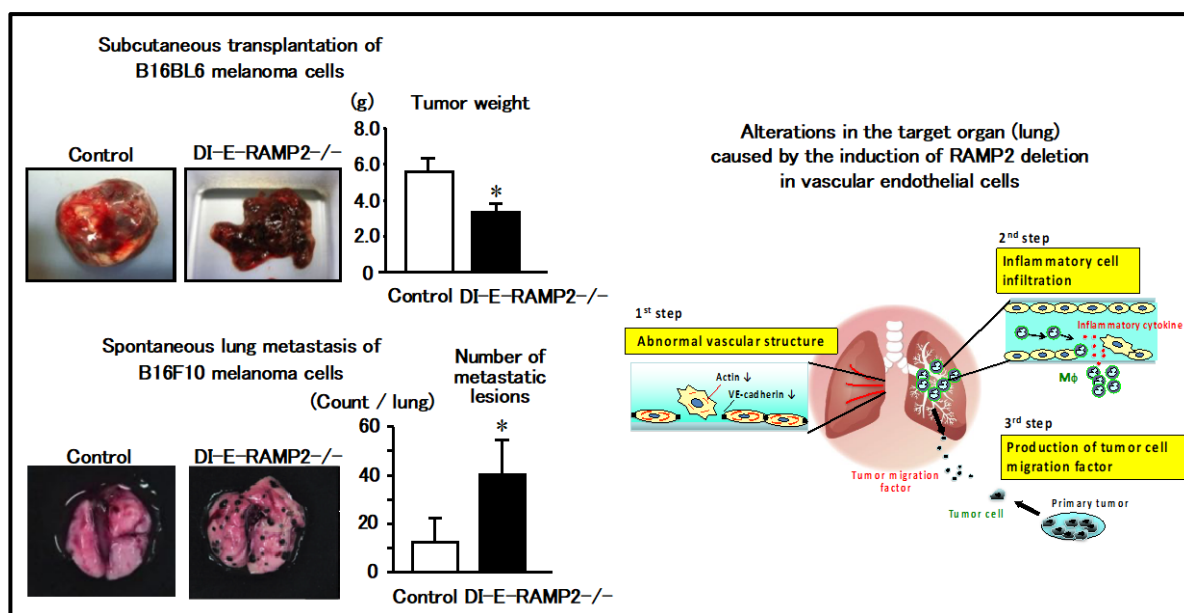 Subcutaneous transplantation of
B16BL6 melanoma cells
Control
DI-E-RAMP2-/-
(g)
Tumor weight
8.0
6.0
4.0
2.0
0
*
Control DI-E-RAMP2-/-
Spontaneous lung metastasis of
B16F10 melanoma cells
Control
DI-E-RAMP2-/-
(Count / lung)
Number of
metastatic
lesions
60
40
20
0
*
Control DI-E-RAMP2-/-
Alterations in the target organ (lung)
caused by the induction of RAMP2 deletion
in vascular endothelial cells
1st step
Abnormal vascular structure
Actin ↓
VE-cadherin ↓
2nd step
Inflammatory cell
infiltration
Inflammatory cytokine
Mϕ
3rd step
Production of tumor cell
migration factor
Tumor migration
factor
Tumor cell
Primary tumor